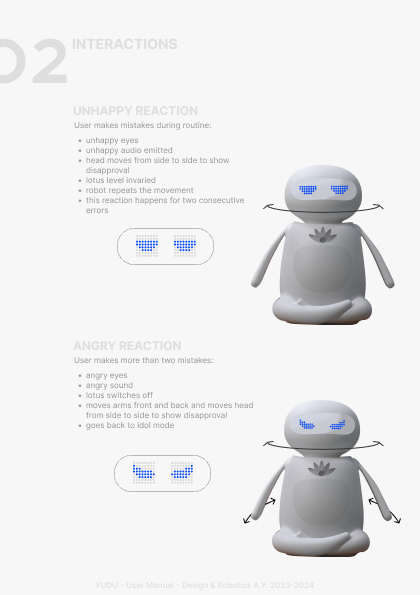 02
INTERACTIONS
UNHAPPY REACTION
User makes mistakes during routine:
• unhappy eyes
• unhappy audio emitted
• head moves from side to side to show
disapproval
• lotus level invaried
• robot repeats the movement
• this reaction happens for two consecutive
errors
ANGRY REACTION
User makes more than two mistakes:
• angry eyes
• angry sound
• lotus switches off
• moves arms front and back and moves head
from side to side to show disapproval
• goes back to idol mode
YUDU - User Manual - Design & Robotics A.Y. 2023-2024